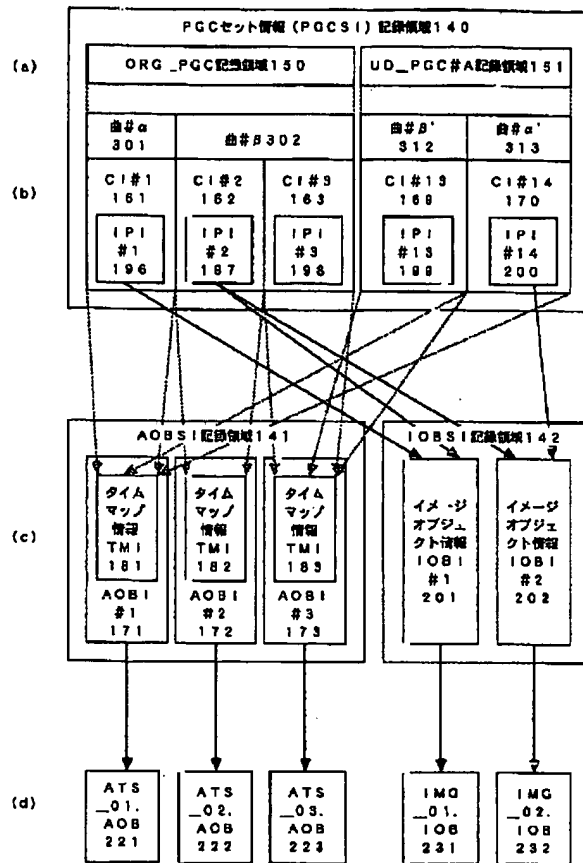 PGCセット情報(PGCSI)記録領域140
(a)
ORG_PGC記録領域150
UD_PGC#A記録領域151
曲#α
301
曲#β302
曲#β'
312
曲#α'
313
(b)
CI#1
161
CI#2
162
CI#3
163
CI#13
169
CI#14
170
IPI
#1
196
IPI
#2
197
IPI
#3
198
IPI
#13
199
IPI
#14
200
AOBSI記録領域141
IOBSI記録領域142
(c)
タイム
マップ
情報
TMI
181
タイム
マップ
情報
TMI
182
タイム
マップ
情報
TMI
183
イメージ
オブジェ
クト情報
IOBI
#1
201
イメージ
オブジェ
クト情報
IOBI
#2
202
AOBI
#1
171
AOBI
#2
172
AOBI
#3
173
(d)
ATS
_01.
AOB
221
ATS
_02.
AOB
222
ATS
_03.
AOB
223
IMG
_01.
IOB
231
IMG
_02.
IOB
232